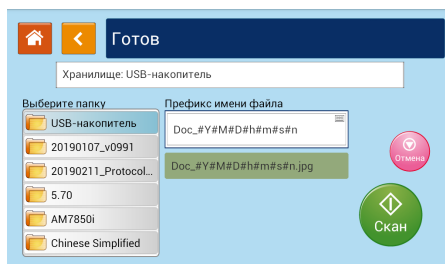 Готов
Хранилище: USB-накопитель
Выберите папку
Префикс имени файла
USB-накопитель
Doc_#Y#M#D#h#m#s#n
20190107_v0991
20190211_Protocol...
Doc_#Y#M#D#h#m#s#n.jpg
Отмена
5.70
AM7850i
Скан
Chinese Simplified